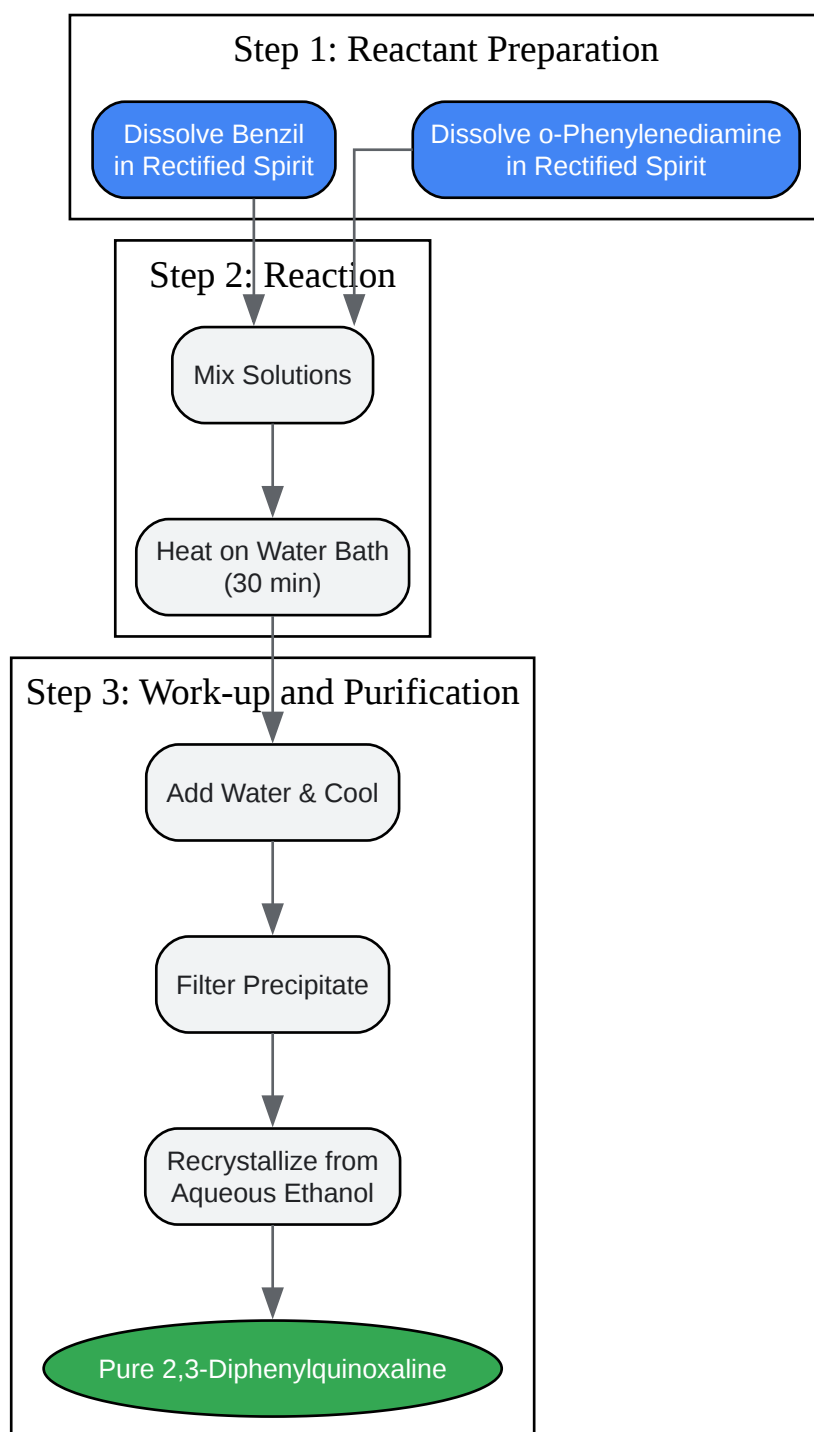 Step 1: Reactant Preparation
Dissolve Benzil
in Rectified Spirit
Dissolve o-Phenylenediamine
in Rectified Spirit
Step 2: Reaction
Mix Solutions
Heat on Water Bath
(30 min)
Step 3: Work-up and Purification
Add Water & Cool
Filter Precipitate
Recrystallize from
Aqueous Ethanol
Pure 2,3-Diphenylquinoxaline